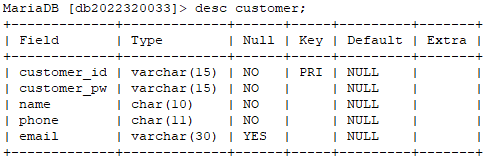 MariaDB [db2022320033]> desc customer;
+-------------+-------------+------+-----+---------+-------+
| Field       | Type        | Null | Key | Default | Extra |
+-------------+-------------+------+-----+---------+-------+
| customer_id | varchar(15) | NO   | PRI | NULL    |       |
| customer_pw | varchar(15) | NO   |     | NULL    |       |
| name        | char(10)    | NO   |     | NULL    |       |
| phone       | char(11)    | NO   |     | NULL    |       |
| email       | varchar(30) | YES  |     | NULL    |       |
+-------------+-------------+------+-----+---------+-------+